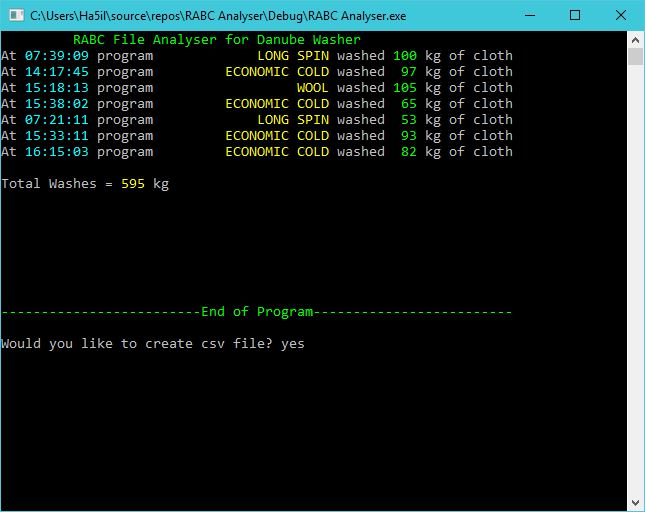 C:\Users\Ha5il\source\repos\RABC Analyser\Debug\RABC Analyser.exe
RABC File Analyser for Danube Washer
At 07:39:09 program LONG SPIN washed 100 kg of cloth
At 14:17:45 program ECONOMIC COLD washed 97 kg of cloth
At 15:18:13 program WOOL washed 105 kg of cloth
At 15:38:02 program ECONOMIC COLD washed 65 kg of cloth
At 07:21:11 program LONG SPIN washed 53 kg of cloth
At 15:33:11 program ECONOMIC COLD washed 93 kg of cloth
At 16:15:03 program ECONOMIC COLD washed 82 kg of cloth
Total Washes = 595 kg
-------------------------End of Program-------------------------
Would you like to create csv file? yes